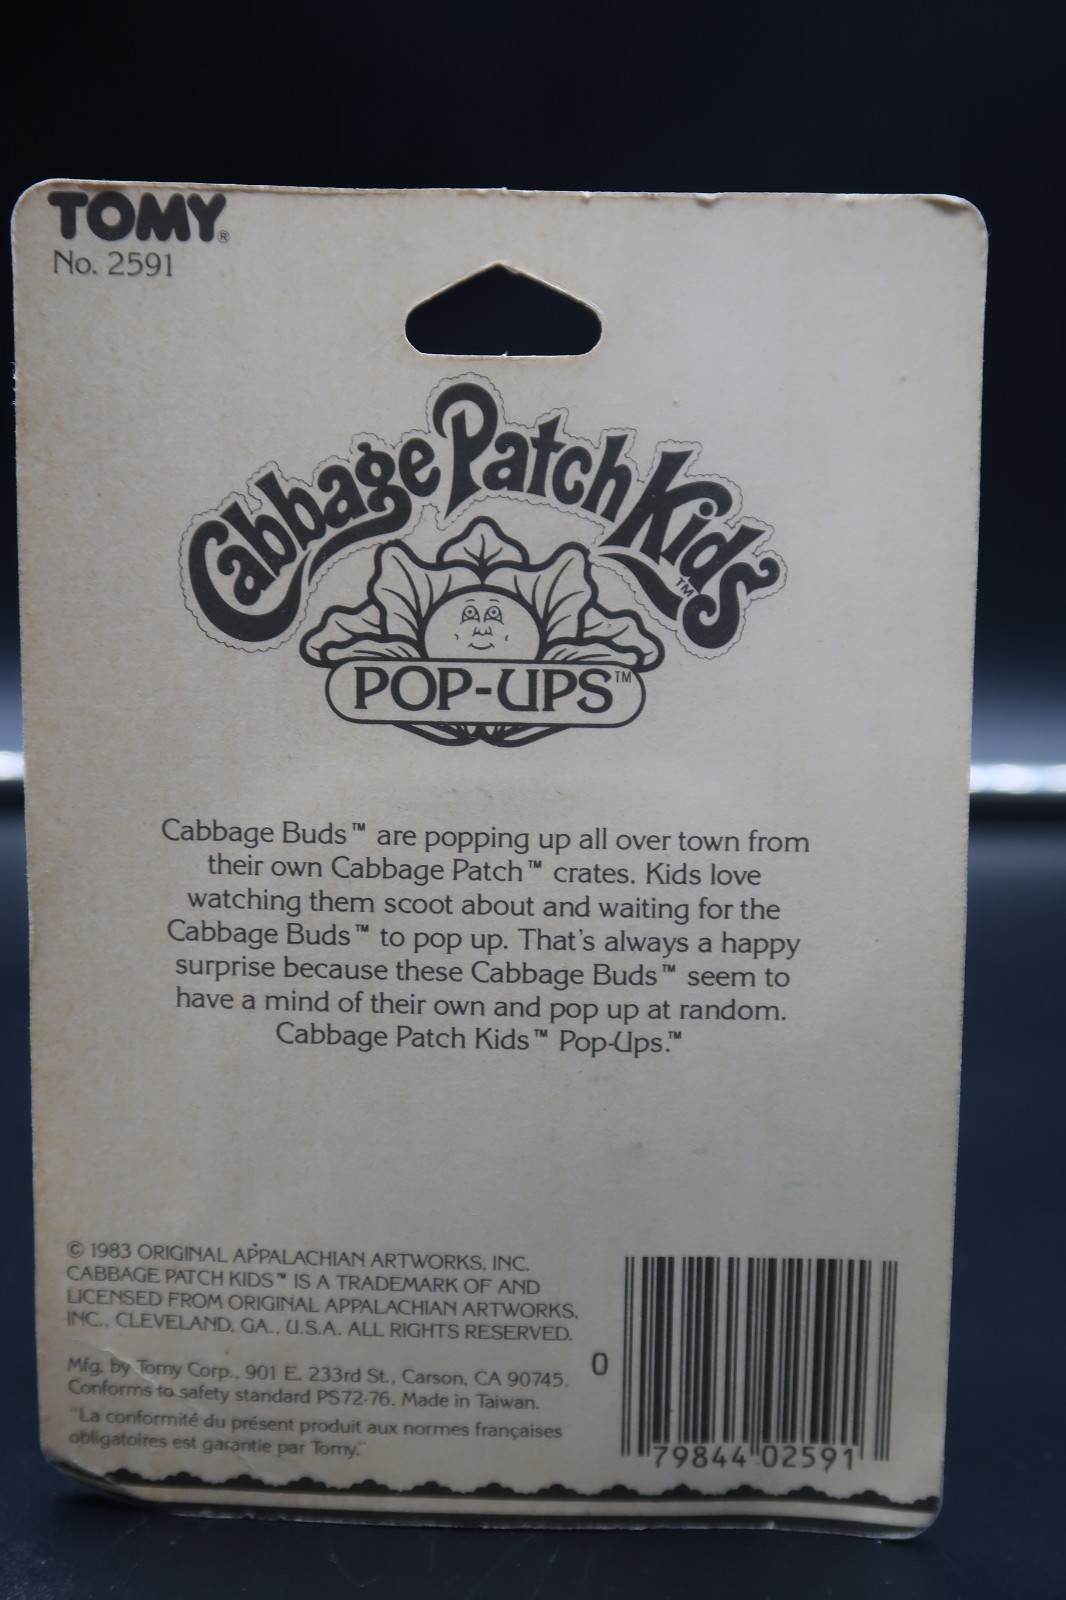 TOMY®
No. 2591
Cabbage Patch Kids™
POP-UPS™
Cabbage Buds™ are popping up all over town from
their own Cabbage Patch™ crates. Kids love
watching them scoot about and waiting for the
Cabbage Buds™ to pop up. That's always a happy
surprise because these Cabbage Buds™ seem to
have a mind of their own and pop up at random.
Cabbage Patch Kids™ Pop-Ups.™
© 1983 ORIGINAL APPALACHIAN ARTWORKS, INC.
CABBAGE PATCH KIDS™ IS A TRADEMARK OF AND
LICENSED FROM ORIGINAL APPALACHIAN ARTWORKS,
INC., CLEVELAND, GA., U.S.A. ALL RIGHTS RESERVED.
Mfg. by Tomy Corp., 901 E. 233rd St., Carson, CA 90745.
Conforms to safety standard PS72-76. Made in Taiwan.
"La conformité du présent produit aux normes françaises
obligatoires est garantie par Tomy."
0 79844 02591